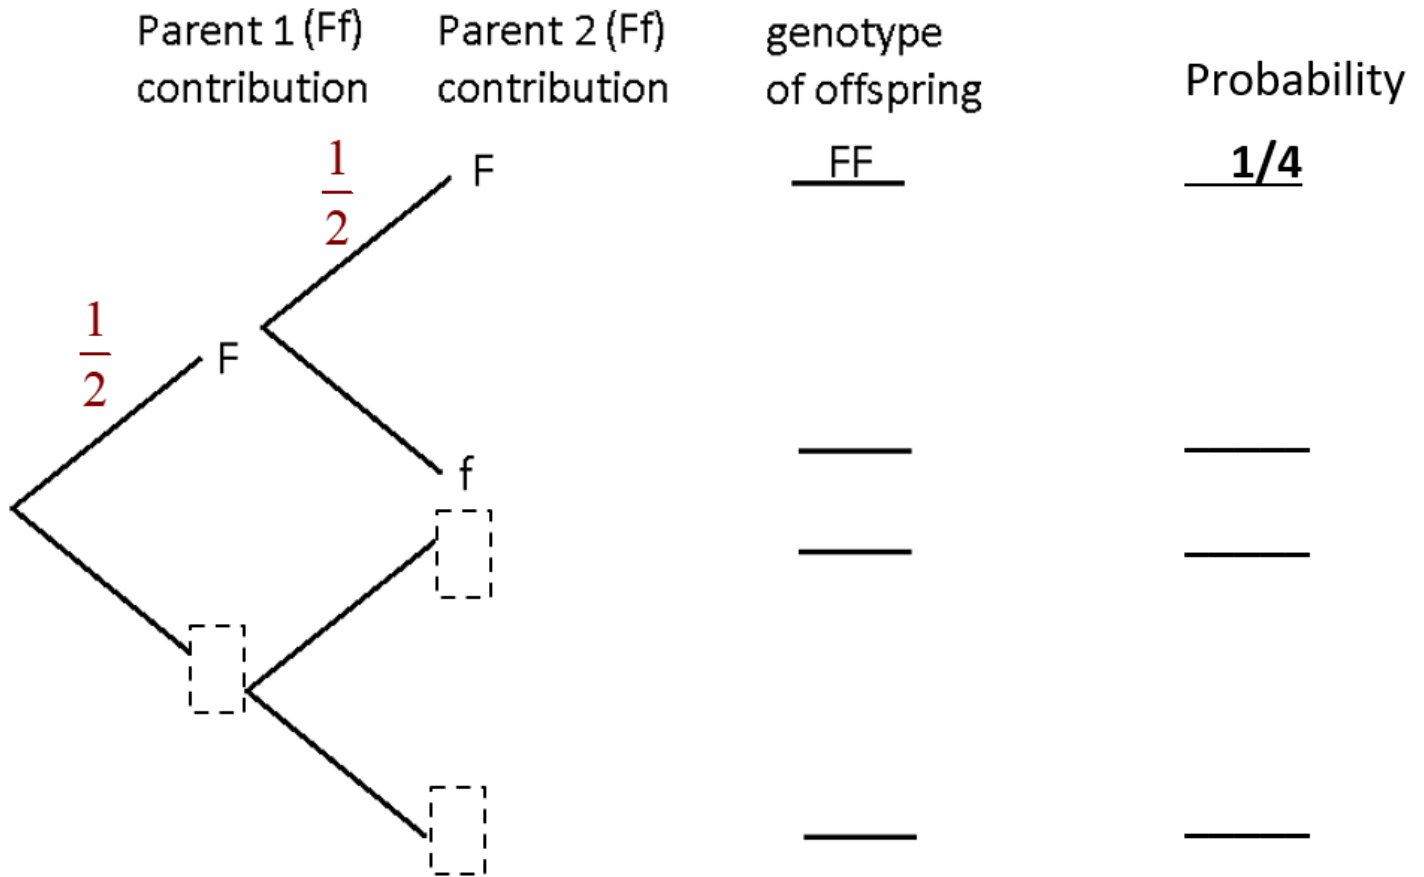 Parent 1 (Ff)
contribution
Parent 2 (Ff)
contribution
genotype
of offspring
Probability
1
2
F
FF
1/4
1
2
F
f